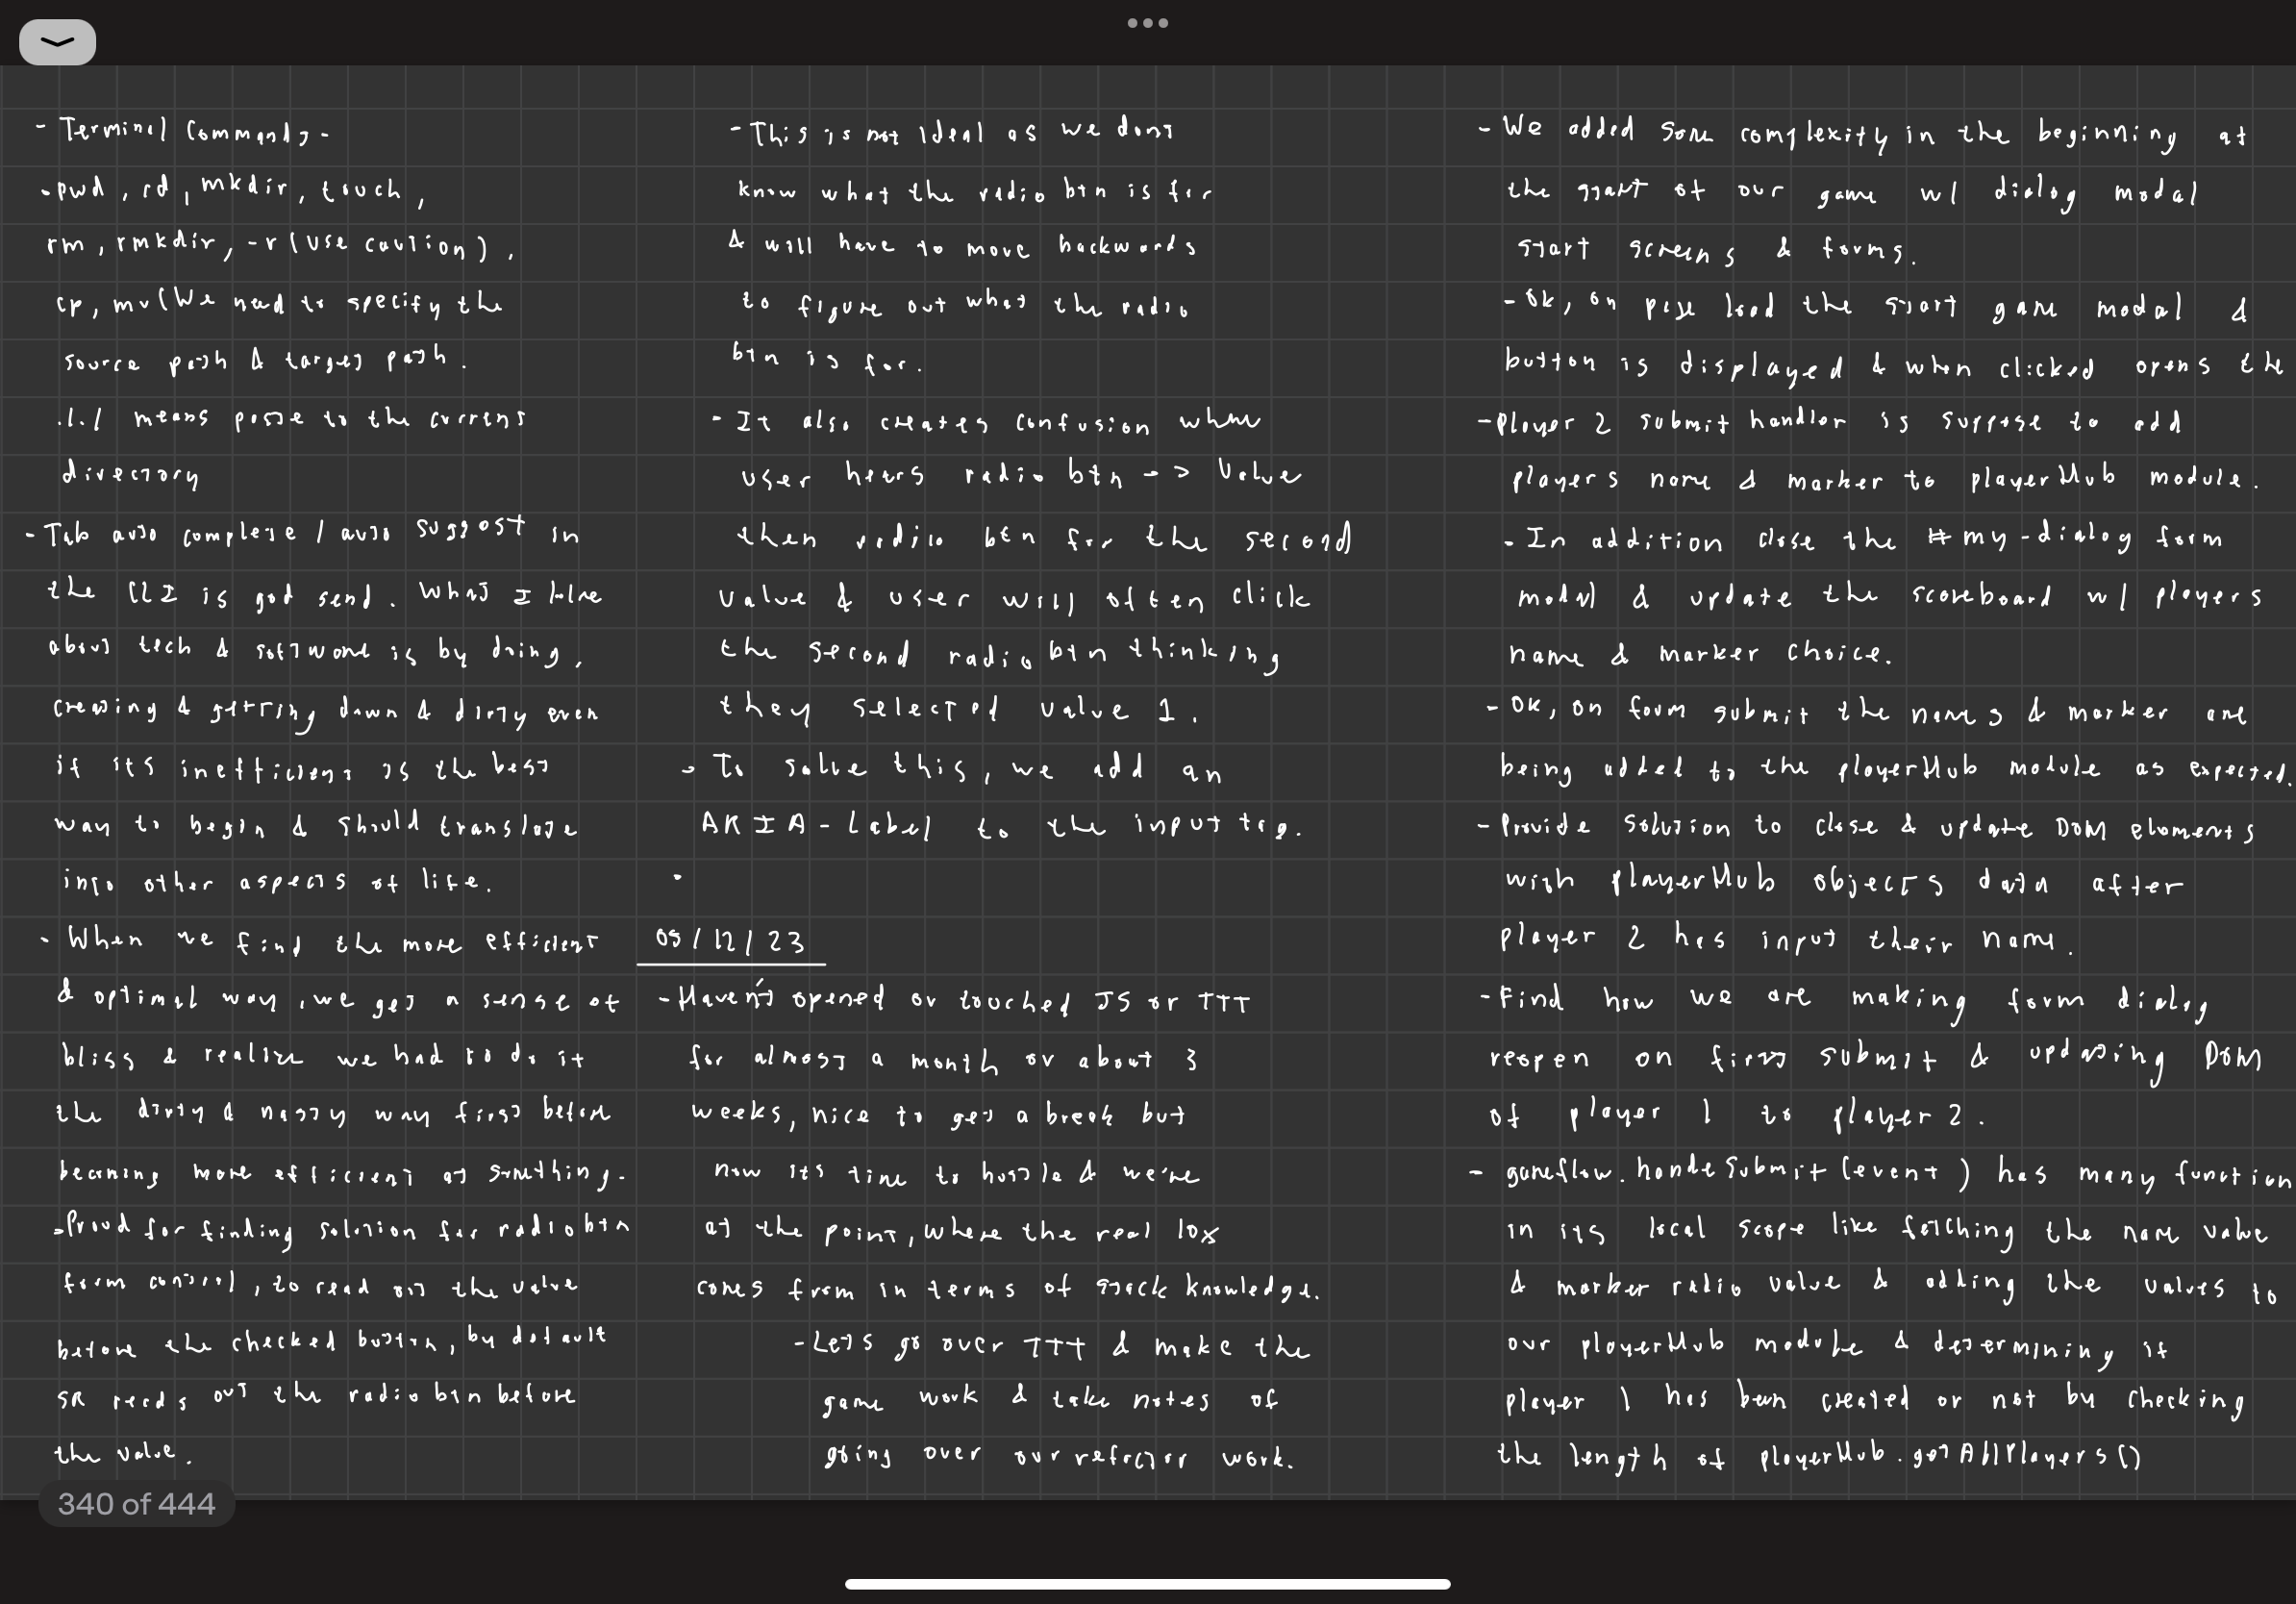 - Terminal Commands -
- pwd, cd, mkdir, touch,
rm, rmkdir, -r (use caution),
cp, mv (We need to specify the
source path & target path.
./. / means paste to the current
directory
- Tab auto complete / auto suggest in
the CLI is god send. What I love
about tech & software is by doing,
creating & getting down & dirty even
if its inefficient is the best
way to begin & should translate
into other aspects of life.
- When we find the more efficient
& optimal way, we get a sense of
bliss & realize we had to do it
the dirty & nasty way first before
becoming more efficient at something.
- Proud for finding solution for radio btn
form control, to read out the value
before the checked button, by default
SR reads out the radio btn before
the value.
- This is not ideal as we dont
know what the radio btn is for
& will have to move backwards
to figure out what the radio
btn is for.
- It also creates confusion when
user hears radio btn --> Value
then radio btn for the second
value & user will often click
the second radio btn thinking
they selected value 1.
- To solve this, we add an
ARIA-Label to the input tag.
05/12/23
- Haven't opened or touched JS or TTT
for almost a month or about 3
weeks, nice to get a break but
now its time to hustle & we're
at the point, where the real 10x
comes from in terms of stack knowledge.
- Lets go over TTT & make the
game work & take notes of
going over our refactor work.
- We added some complexity in the beginning at
the start of our game w/ dialog modal
start screens & forms.
- Ok, on page load the start game modal &
button is displayed & when clicked opens the
- Player 2 submit handler is suppose to add
players name & marker to playerHub module.
- In addition close the #my-dialog form
modal & update the scoreboard w/ players
name & marker choice.
- OK, on form submit the names & marker are
being added to the playerHub module as expected.
- Provide solution to close & update DOM elements
with playerHub objects data after
player 2 has input their name.
- Find how we are making form dialog
reopen on first submit & updating DOM
of player 1 to player 2.
- gameflow.handeSubmit(event) has many function
in its local scope like fetching the name value
& marker radio value & adding the values to
our playerHub module & determining if
player 1 has been created or not by checking
the length of playerHub.getAllPlayers()
340 of 444